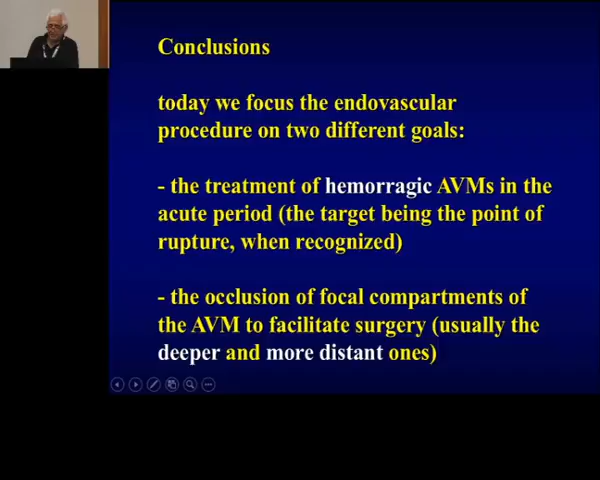 Conclusions
today we focus the endovascular
procedure on two different goals:
- the treatment of hemorragic AVMs in the
acute period (the target being the point of
rupture, when recognized)
- the occlusion of focal compartments of
the AVM to facilitate surgery (usually the
deeper and more distant ones)